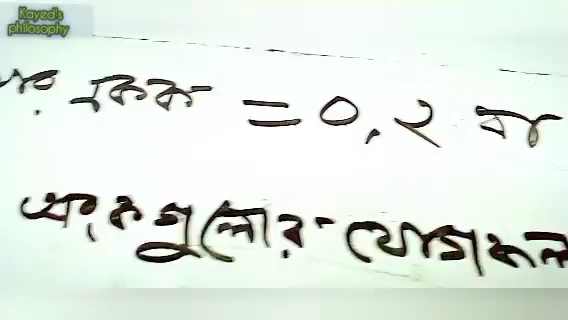 Kayed's
philosophy
একক = ০.২ বা
অংকগুলোর যোগফল